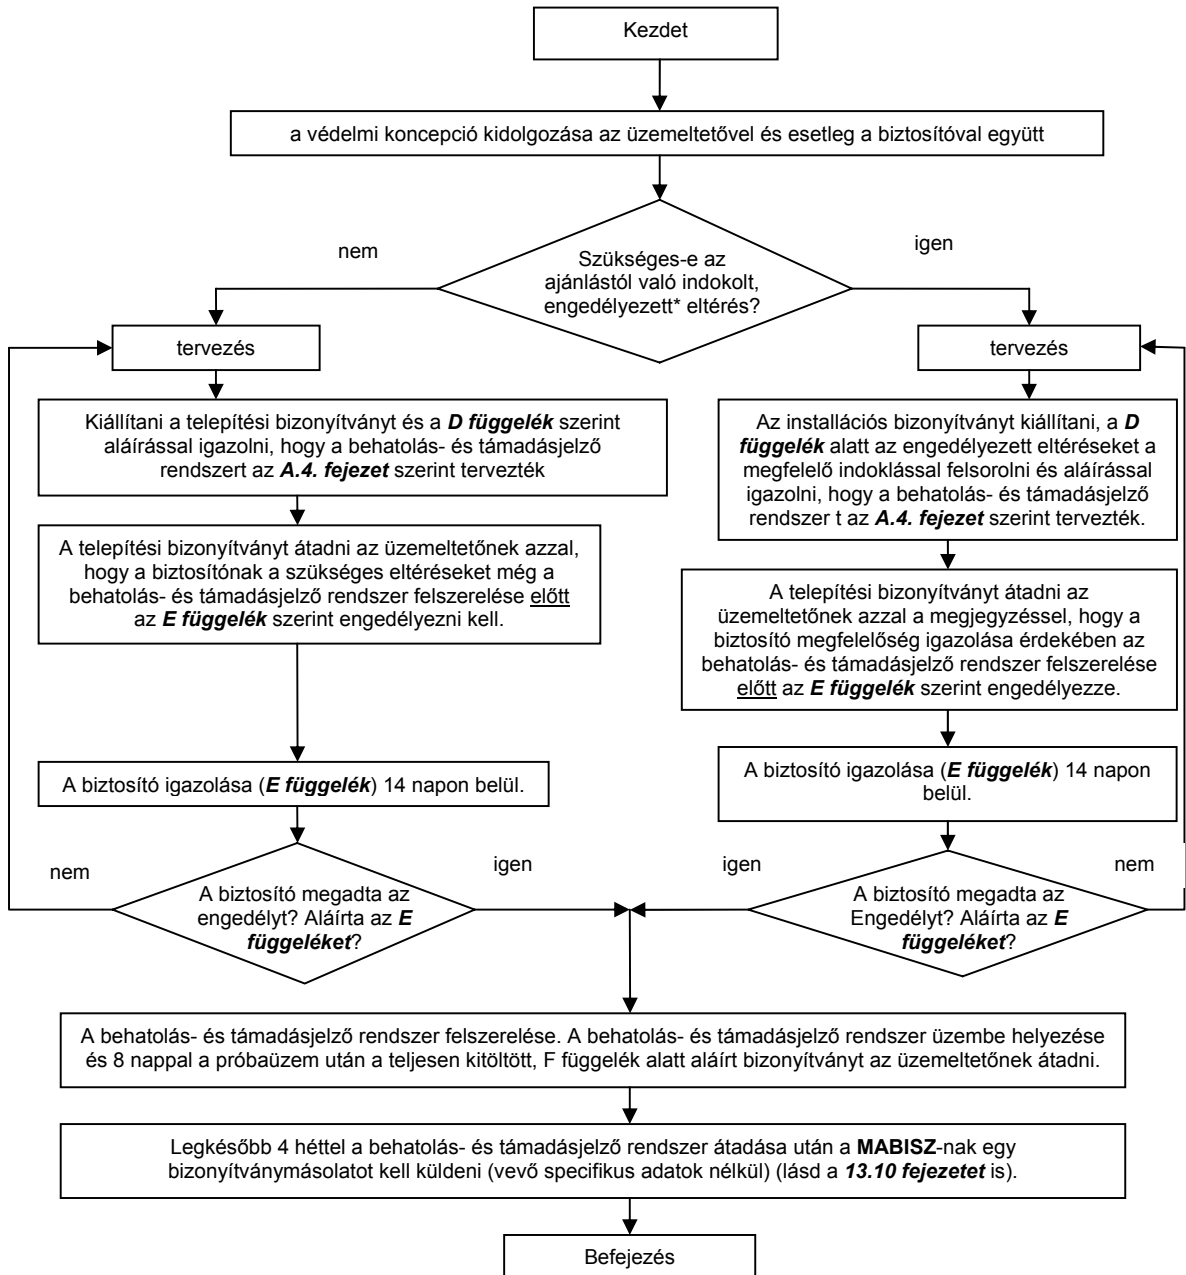 Kezdet
a védelmi koncepció kidolgozása az üzemeltetővel és esetleg a biztosítóval együtt
nem
igen
Szükséges-e az
ajánlástól való indokolt,
engedélyezett* eltérés?
tervezés
tervezés
Kiállítani a telepítési bizonyítványt és a D függelék szerint
aláírással igazolni, hogy a behatolás- és támadásjelző
rendszert az A.4. fejezet szerint tervezték
Az installációs bizonyítványt kiállítani, a D
függelék alatt az engedélyezett eltéréseket a
megfelelő indoklással felsorolni és aláírással
igazolni, hogy a behatolás- és támadásjelző
rendszer t az A.4. fejezet szerint tervezték.
A telepítési bizonyítványt átadni az üzemeltetőnek azzal,
hogy a biztosítónak a szükséges eltéréseket még a
behatolás- és támadásjelző rendszer felszerelése előtt
az E függelék szerint engedélyezni kell.
A telepítési bizonyítványt átadni az
üzemeltetőnek azzal a megjegyzéssel, hogy a
biztosító megfelelőség igazolása érdekében az
behatolás- és támadásjelző rendszer felszerelése
előtt az E függelék szerint engedélyezze.
A biztosító igazolása (E függelék) 14 napon belül.
A biztosító igazolása (E függelék) 14 napon
belül.
nem
igen
igen
nem
A biztosító megadta az
engedélyt? Aláírta az E
függeléket?
A biztosító megadta az
Engedélyt? Aláírta az E
függeléket?
A behatolás- és támadásjelző rendszer felszerelése. A behatolás- és támadásjelző rendszer üzembe helyezése
és 8 nappal a próbaüzem után a teljesen kitöltött, F függelék alatt aláírt bizonyítványt az üzemeltetőnek átadni.
Legkésőbb 4 héttel a behatolás- és támadásjelző rendszer átadása után a MABISZ-nak egy
bizonyítványmásolatot kell küldeni (vevő specifikus adatok nélkül) (lásd a 13.10 fejezetet is).
Befejezés